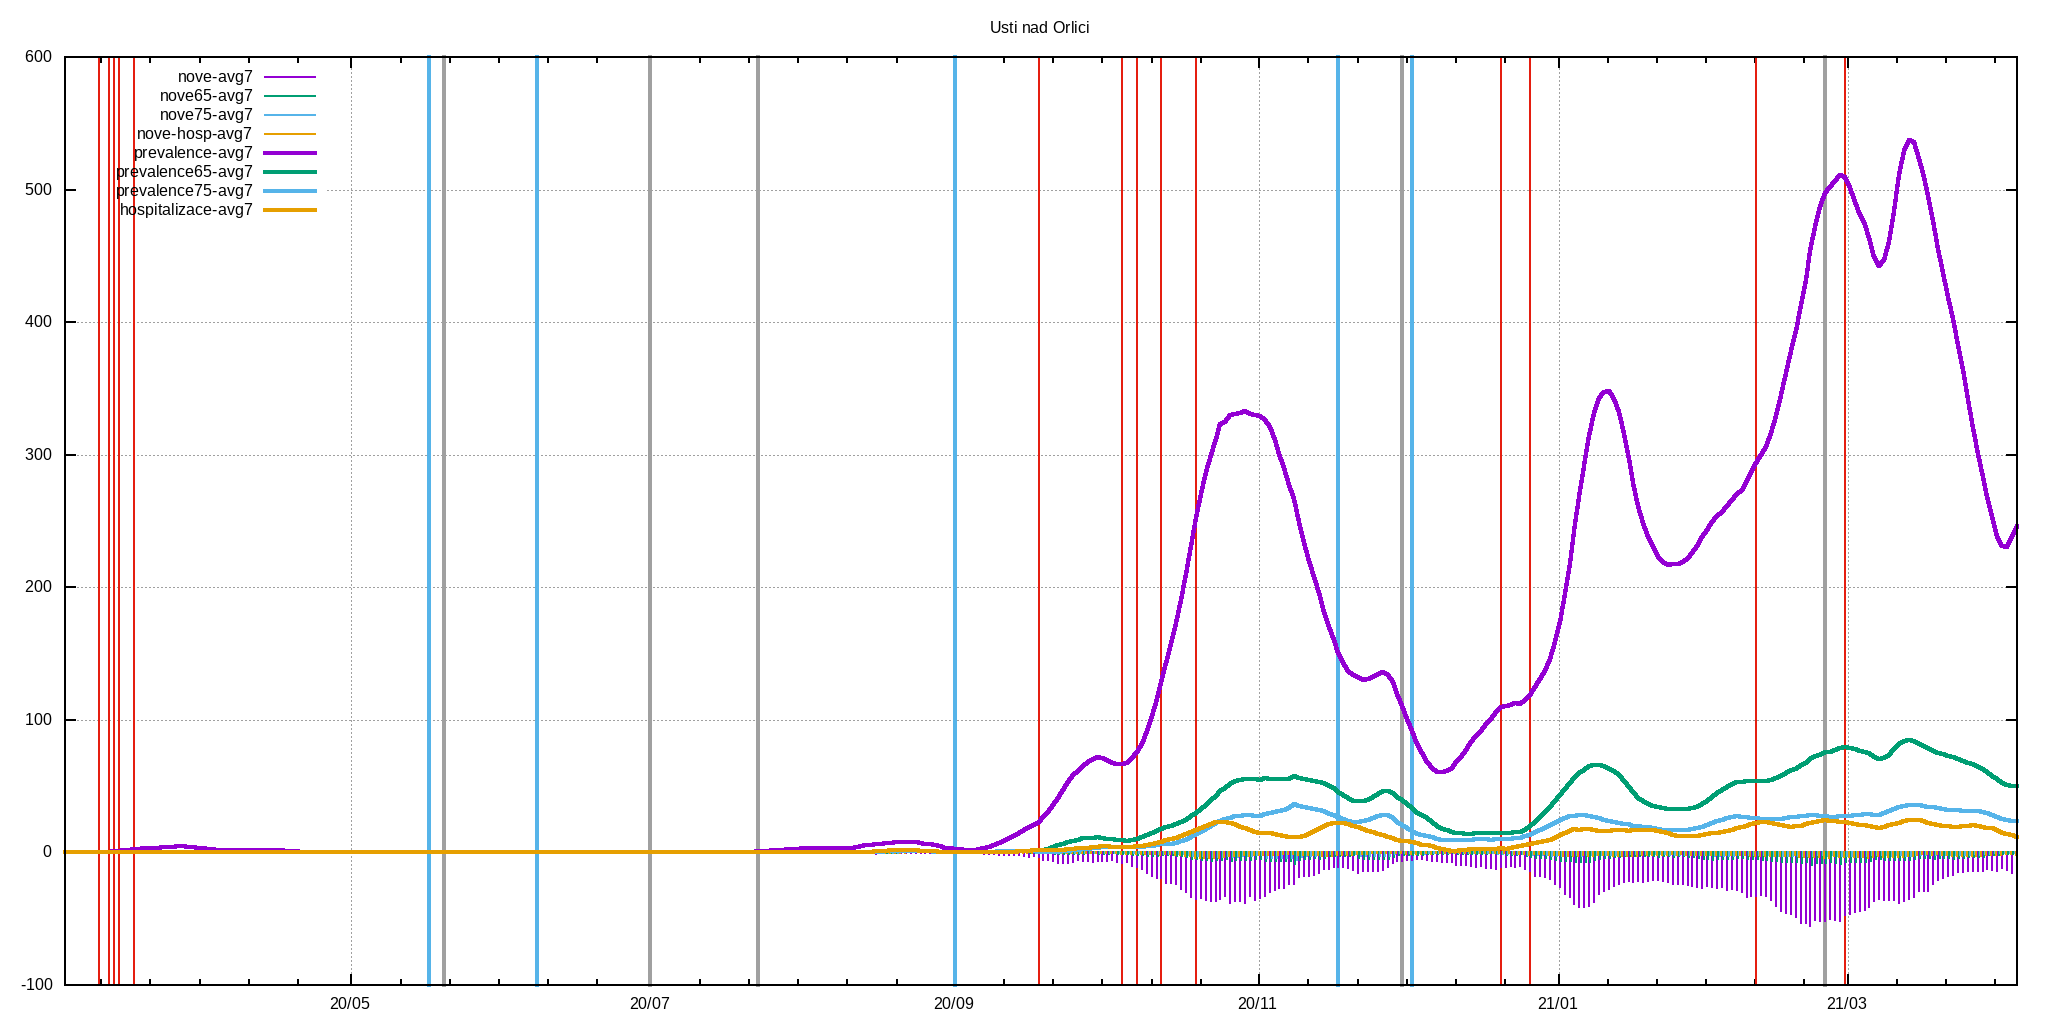 Usti nad Orlici
600
500
400
300
200
100
0
-100
nove-avg7
nove65-avg7
nove75-avg7
nove-hosp-avg7
prevalence-avg7
prevalence65-avg7
prevalence75-avg7
hospitalizace-avg7
20/05
20/07
20/09
20/11
21/01
21/03